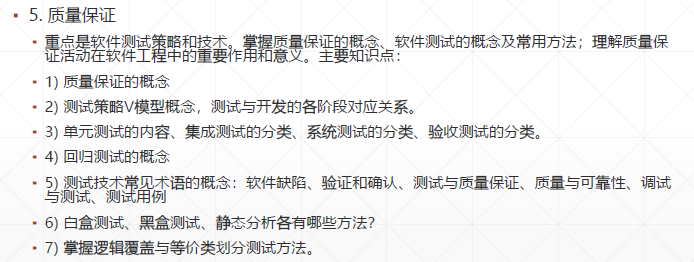 5. 质量保证
重点是软件测试策略和技术。掌握质量保证的概念、软件测试的概念及常用方法；理解质量保
证活动在软件工程中的重要作用和意义。主要知识点：
1) 质量保证的概念
2) 测试策略V模型概念，测试与开发的各阶段对应关系。
3) 单元测试的内容、集成测试的分类、系统测试的分类、验收测试的分类。
4) 回归测试的概念
5) 测试技术常见术语的概念：软件缺陷、验证和确认、测试与质量保证、质量与可靠性、调试
与测试、测试用例
6) 白盒测试、黑盒测试、静态分析各有哪些方法？
7) 掌握逻辑覆盖与等价类划分测试方法。